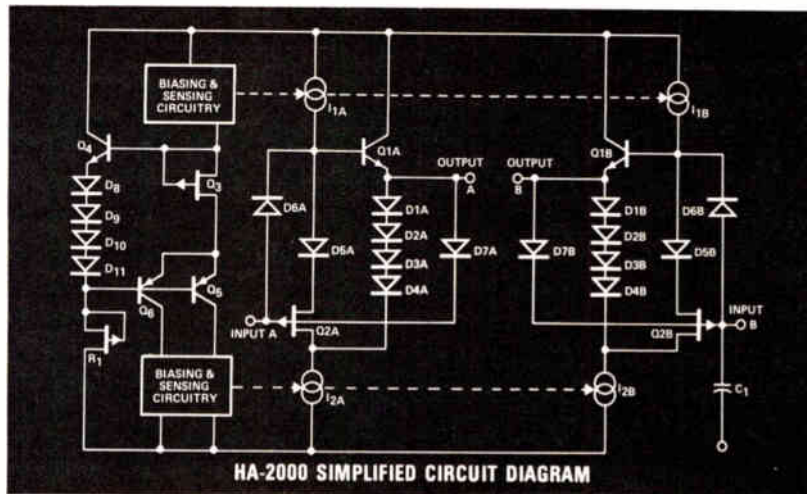 BIASING &
SENSING
CIRCUITRY
I1A
I1B
Q4
Q1A
OUTPUT
A
OUTPUT
B
Q1B
Q3
D8
D9
D10
D11
D6A
D5A
D1A
D2A
D3A
D4A
D7A
D7B
D1B
D2B
D3B
D4B
D5B
D6B
Q6
Q5
INPUT A
Q2A
Q2B
INPUT
B
R1
BIASING &
SENSING
CIRCUITRY
I2A
I2B
C1
HA-2000 SIMPLIFIED CIRCUIT DIAGRAM